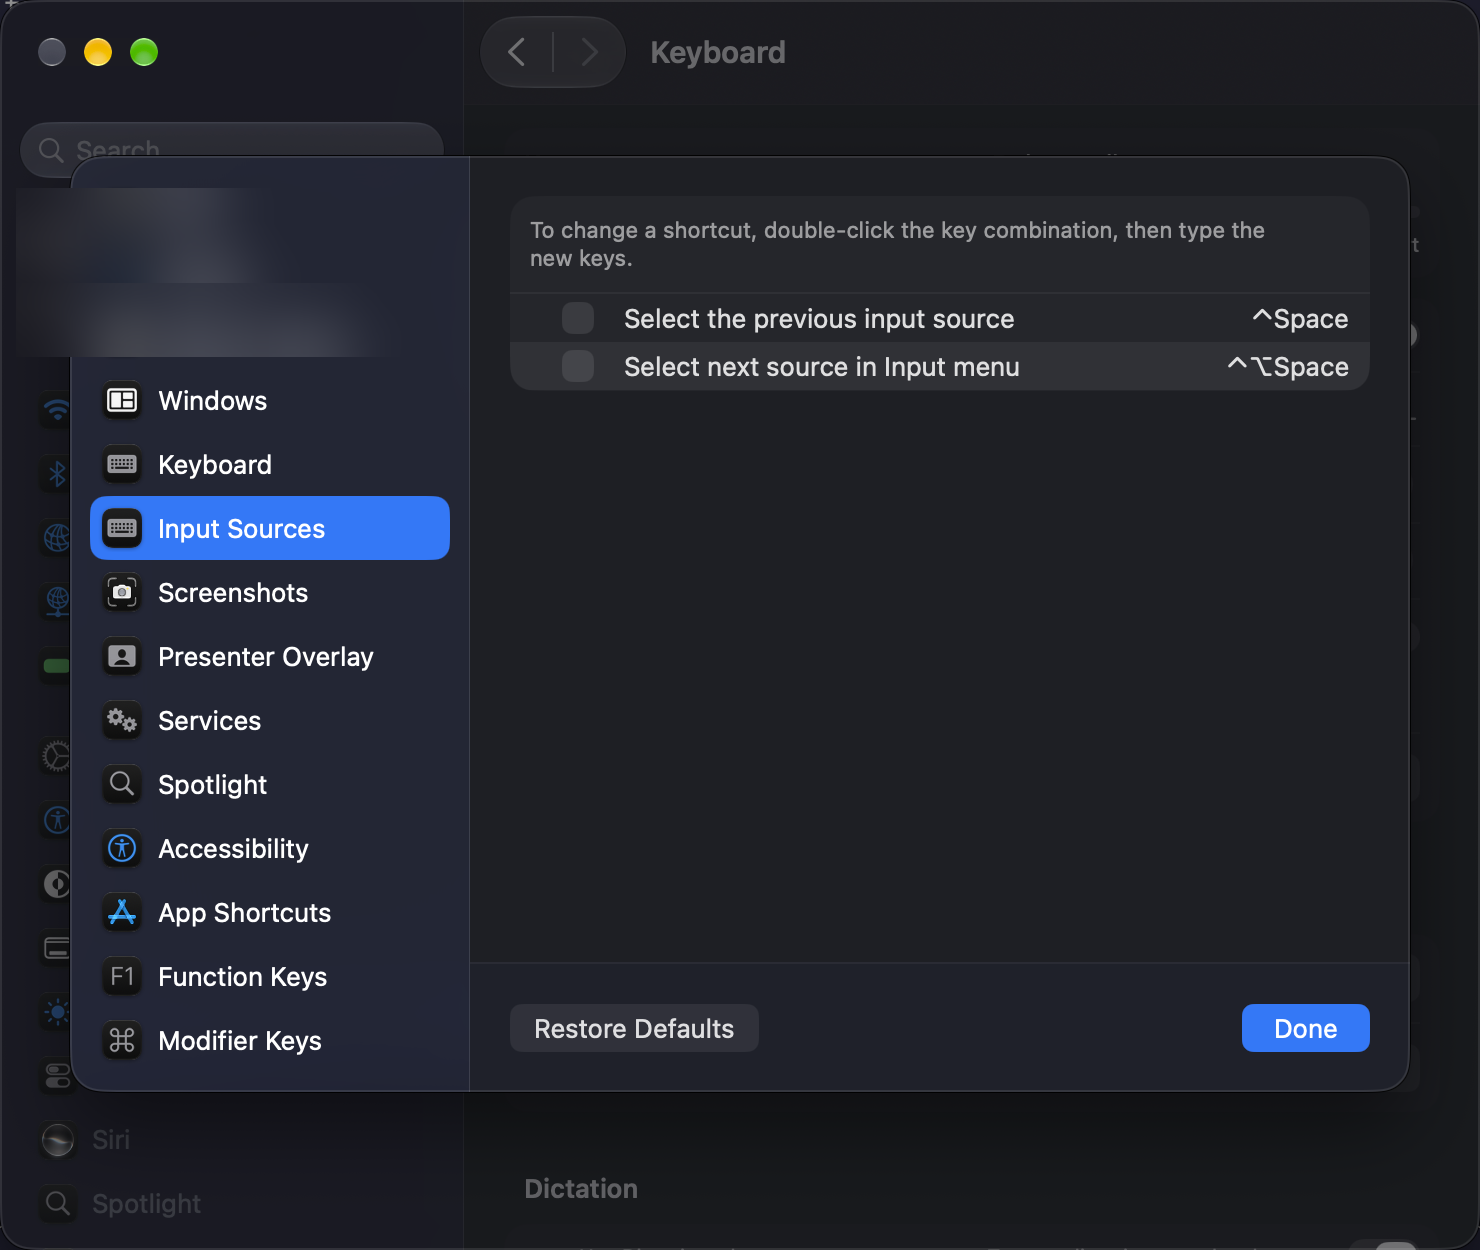 Keyboard
Search
To change a shortcut, double-click the key combination, then type the
new keys.
Select the previous input source ^Space
Select next source in Input menu ^⌥Space
Windows
Keyboard
Input Sources
Screenshots
Presenter Overlay
Services
Spotlight
Accessibility
App Shortcuts
F1 Function Keys
Modifier Keys
Restore Defaults
Done
Siri
Spotlight
Dictation